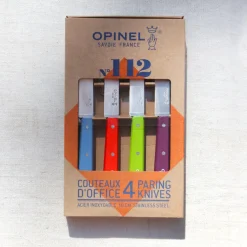 OPINEL
SAVOIE FRANCE
N°112
COUTEAUX
D'OFFICE
4
PARING
KNIVES